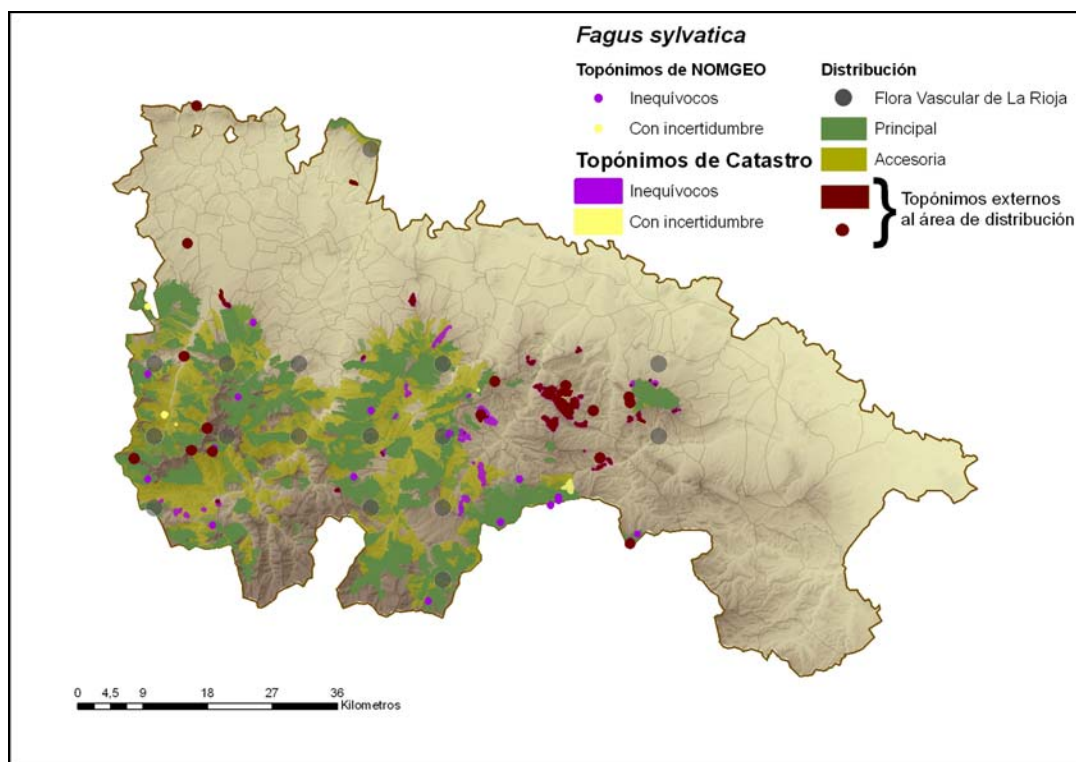 Fagus sylvatica
Topónimos de NOMGEO
Inequívocos
Con incertidumbre
Topónimos de Catastro
Inequívocos
Con incertidumbre
Distribución
Flora Vascular de La Rioja
Principal
Accesoria
Topónimos externos
al área de distribución
0 4,5 9 18 27 36
Kilometros